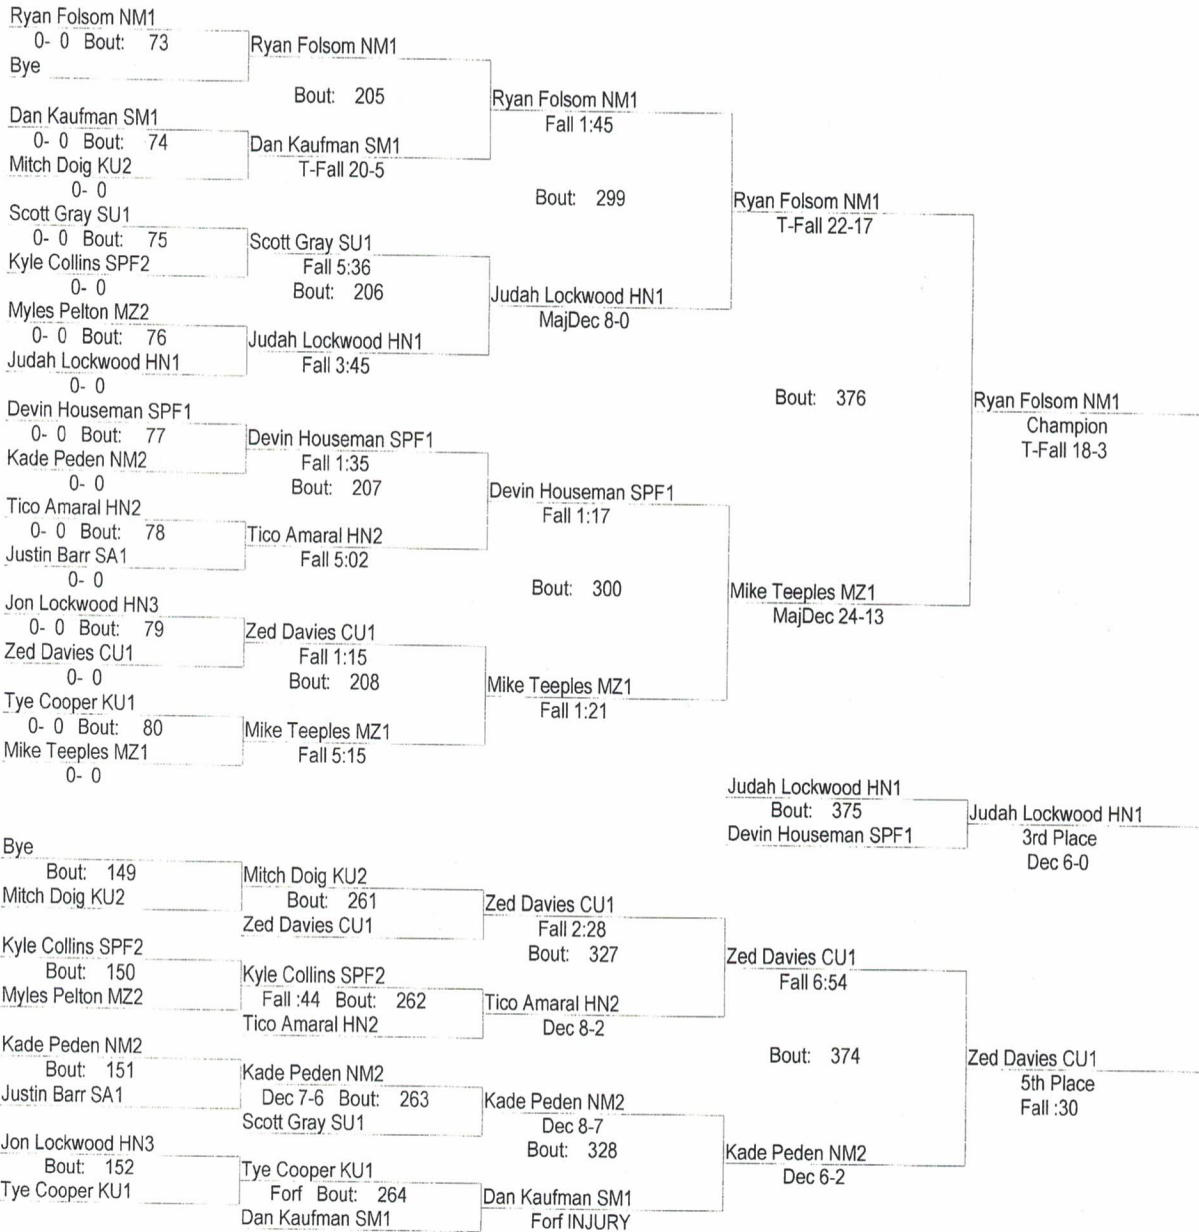 Ryan Folsom NM1
0- 0 Bout: 73
Bye
Ryan Folsom NM1
Bout: 205
Dan Kaufman SM1
0- 0 Bout: 74
Mitch Doig KU2
0- 0
Dan Kaufman SM1
T-Fall 20-5
Ryan Folsom NM1
Fall 1:45
Bout: 299
Scott Gray SU1
0- 0 Bout: 75
Kyle Collins SPF2
0- 0
Scott Gray SU1
Fall 5:36
Bout: 206
Myles Pelton MZ2
0- 0 Bout: 76
Judah Lockwood HN1
0- 0
Judah Lockwood HN1
Fall 3:45
Judah Lockwood HN1
MajDec 8-0
Ryan Folsom NM1
T-Fall 22-17
Bout: 376
Devin Houseman SPF1
0- 0 Bout: 77
Kade Peden NM2
0- 0
Devin Houseman SPF1
Fall 1:35
Bout: 207
Tico Amaral HN2
0- 0 Bout: 78
Justin Barr SA1
0- 0
Tico Amaral HN2
Fall 5:02
Devin Houseman SPF1
Fall 1:17
Bout: 300
Jon Lockwood HN3
0- 0 Bout: 79
Zed Davies CU1
0- 0
Zed Davies CU1
Fall 1:15
Bout: 208
Tye Cooper KU1
0- 0 Bout: 80
Mike Teeples MZ1
0- 0
Mike Teeples MZ1
Fall 5:15
Mike Teeples MZ1
Fall 1:21
Mike Teeples MZ1
MajDec 24-13
Ryan Folsom NM1
Champion
T-Fall 18-3
Judah Lockwood HN1
Bout: 375
Devin Houseman SPF1
Judah Lockwood HN1
3rd Place
Dec 6-0
Bye
Bout: 149
Mitch Doig KU2
Mitch Doig KU2
Bout: 261
Zed Davies CU1
Zed Davies CU1
Fall 2:28
Bout: 327
Kyle Collins SPF2
Bout: 150
Myles Pelton MZ2
Kyle Collins SPF2
Fall :44 Bout: 262
Tico Amaral HN2
Tico Amaral HN2
Dec 8-2
Zed Davies CU1
Fall 6:54
Bout: 374
Kade Peden NM2
Bout: 151
Justin Barr SA1
Kade Peden NM2
Dec 7-6 Bout: 263
Scott Gray SU1
Kade Peden NM2
Dec 8-7
Bout: 328
Jon Lockwood HN3
Bout: 152
Tye Cooper KU1
Tye Cooper KU1
Forf Bout: 264
Dan Kaufman SM1
Dan Kaufman SM1
Forf INJURY
Kade Peden NM2
Dec 6-2
Zed Davies CU1
5th Place
Fall :30